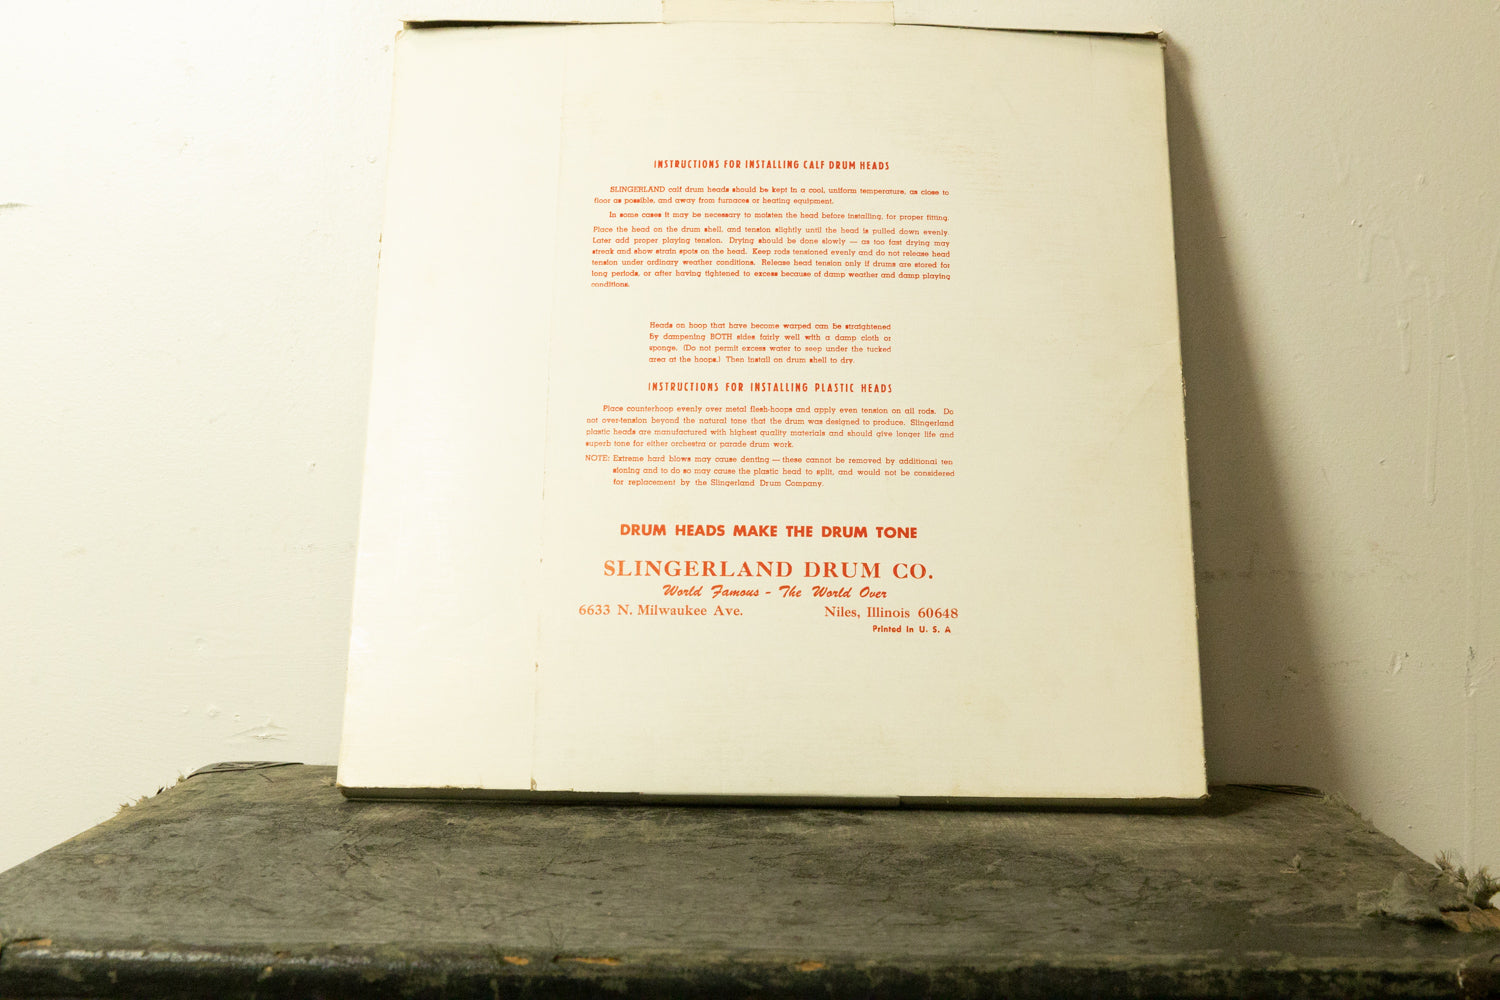 INSTRUCTIONS FOR INSTALLING CALF DRUM HEADS
SLINGERLAND calf drum heads should be kept in a cool, uniform temperature, as close to
floor as possible, and away from furnaces or heating equipment.
In some cases it may be necessary to moisten the head before installing, for proper fitting.
Place the head on the drum shell, and tension slightly until the head is pulled down evenly.
Later add proper playing tension. Drying should be done slowly — as too fast drying may
streak and show strain spots on the head. Keep rods tensioned evenly and do not release head
tension under ordinary weather conditions. Release head tension only if drums are stored for
long periods, or after having tightened to excess because of damp weather and damp playing
conditions.
Heads on hoop that have become warped can be straightened
By dampening BOTH sides fairly well with a damp cloth or
sponge. (Do not permit excess water to seep under the tucked
area at the hoops.) Then install on drum shell to dry.
INSTRUCTIONS FOR INSTALLING PLASTIC HEADS
Place counterhoop evenly over metal flesh-hoops and apply even tension on all rods. Do
not over-tension beyond the natural tone that the drum was designed to produce. Slingerland
plastic heads are manufactured with highest quality materials and should give longer life and
superb tone for either orchestra or parade drum work.
NOTE: Extreme hard blows may cause denting — these cannot be removed by additional ten
sioning and to do so may cause the plastic head to split, and would not be considered
for replacement by the Slingerland Drum Company.
DRUM HEADS MAKE THE DRUM TONE
SLINGERLAND DRUM CO.
World Famous - The World Over
6633 N. Milwaukee Ave. Niles, Illinois 60648
Printed in U. S. A